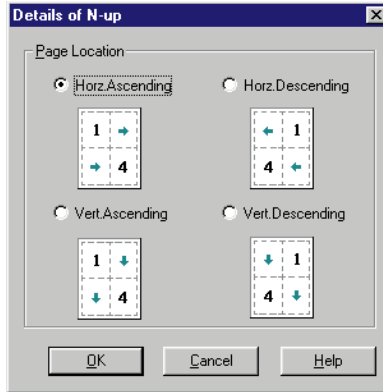 Details of N-up
Page Location
Horz.Ascending Horz.Descending
1 1
4 4
Vert.Ascending Vert.Descending
1 1
4 4
OK Cancel Help